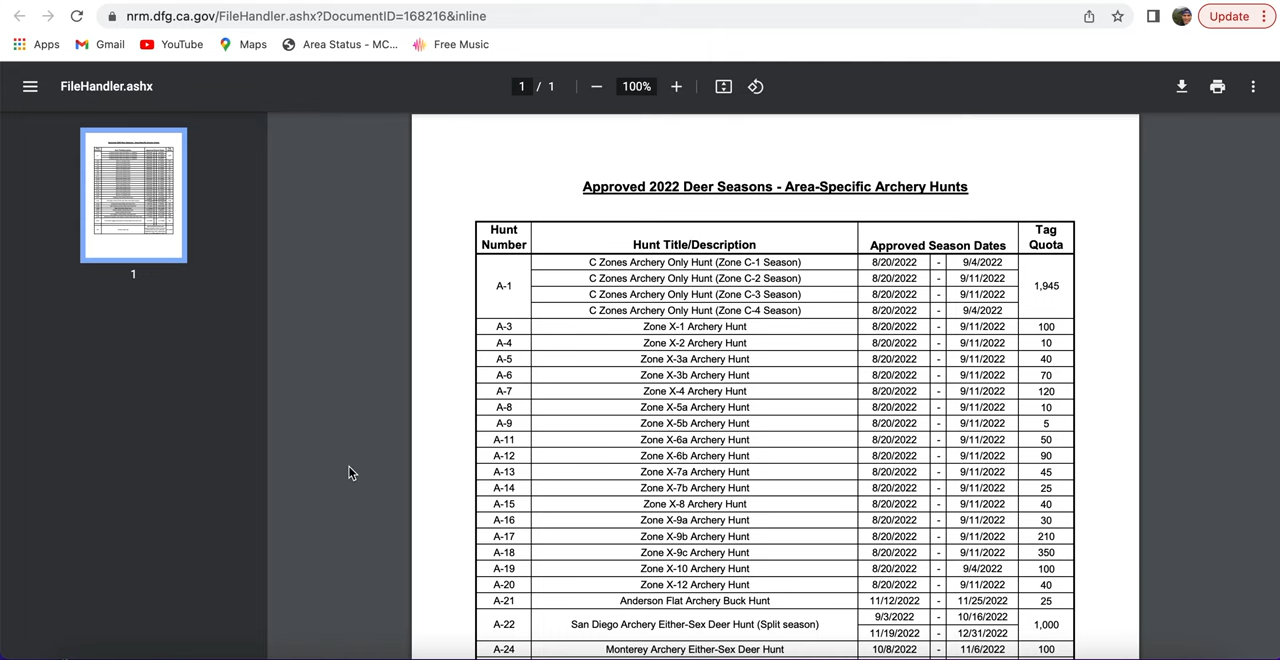 nrm.dfg.ca.gov/FileHandler.ashx?DocumentID=168216&inline
Update
Apps Gmail YouTube Maps Area Status - MC... Free Music
FileHandler.ashx 1 / 1 100%
1
Approved 2022 Deer Seasons - Area-Specific Archery Hunts
Hunt Number Hunt Title/Description Approved Season Dates Tag Quota
A-1 C Zones Archery Only Hunt (Zone C-1 Season) 8/20/2022 - 9/4/2022 1,945
C Zones Archery Only Hunt (Zone C-2 Season) 8/20/2022 - 9/11/2022
C Zones Archery Only Hunt (Zone C-3 Season) 8/20/2022 - 9/11/2022
C Zones Archery Only Hunt (Zone C-4 Season) 8/20/2022 - 9/4/2022
A-3 Zone X-1 Archery Hunt 8/20/2022 - 9/11/2022 100
A-4 Zone X-2 Archery Hunt 8/20/2022 - 9/11/2022 10
A-5 Zone X-3a Archery Hunt 8/20/2022 - 9/11/2022 40
A-6 Zone X-3b Archery Hunt 8/20/2022 - 9/11/2022 70
A-7 Zone X-4 Archery Hunt 8/20/2022 - 9/11/2022 120
A-8 Zone X-5a Archery Hunt 8/20/2022 - 9/11/2022 10
A-9 Zone X-5b Archery Hunt 8/20/2022 - 9/11/2022 5
A-11 Zone X-6a Archery Hunt 8/20/2022 - 9/11/2022 50
A-12 Zone X-6b Archery Hunt 8/20/2022 - 9/11/2022 90
A-13 Zone X-7a Archery Hunt 8/20/2022 - 9/11/2022 45
A-14 Zone X-7b Archery Hunt 8/20/2022 - 9/11/2022 25
A-15 Zone X-8 Archery Hunt 8/20/2022 - 9/11/2022 40
A-16 Zone X-9a Archery Hunt 8/20/2022 - 9/11/2022 30
A-17 Zone X-9b Archery Hunt 8/20/2022 - 9/11/2022 210
A-18 Zone X-9c Archery Hunt 8/20/2022 - 9/11/2022 350
A-19 Zone X-10 Archery Hunt 8/20/2022 - 9/4/2022 100
A-20 Zone X-12 Archery Hunt 8/20/2022 - 9/11/2022 40
A-21 Anderson Flat Archery Buck Hunt 11/12/2022 - 11/25/2022 25
A-22 San Diego Archery Either-Sex Deer Hunt (Split season) 9/3/2022 - 10/16/2022 1,000
11/19/2022 - 12/31/2022
A-24 Monterey Archery Either-Sex Deer Hunt 10/8/2022 - 11/6/2022 100